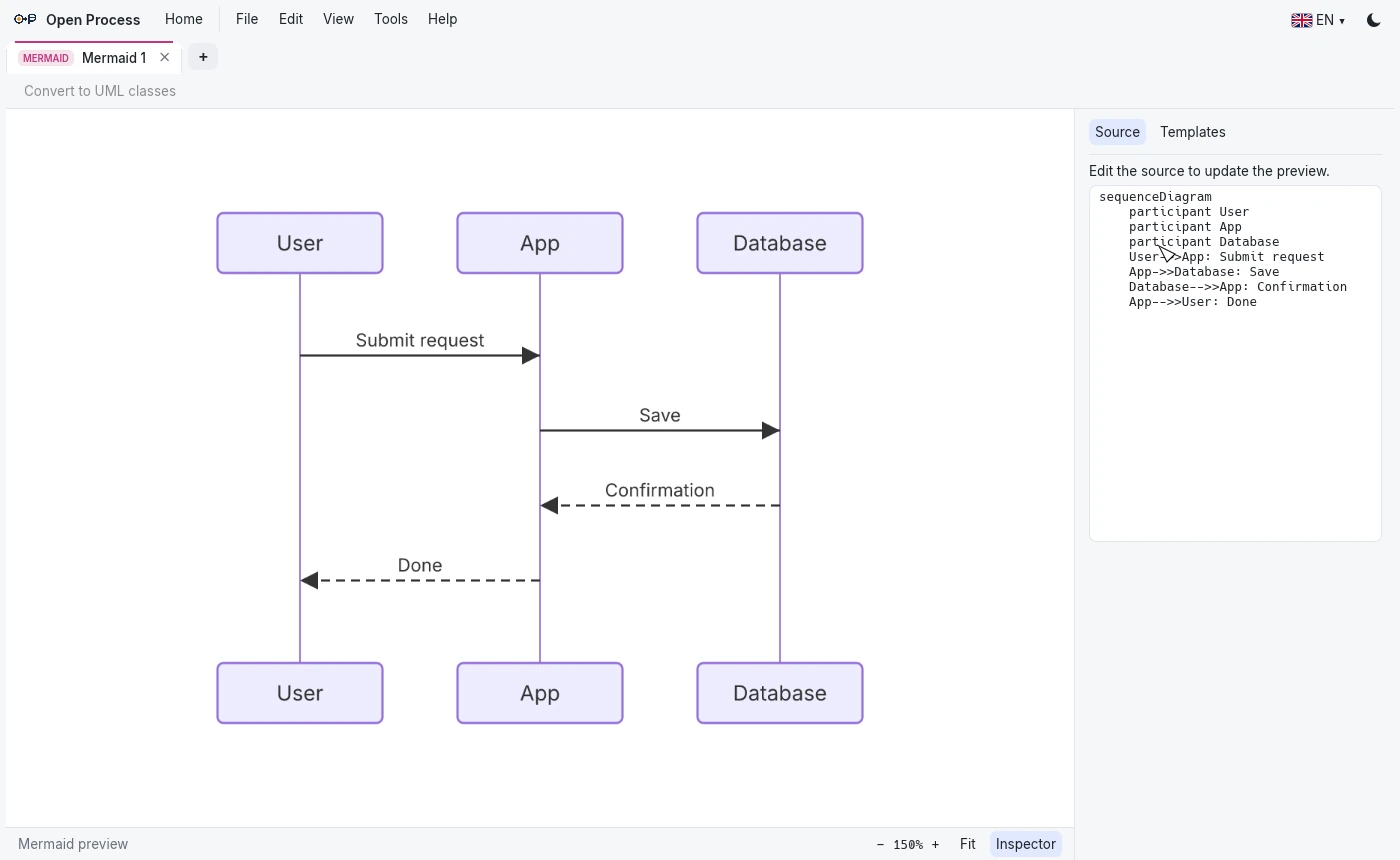 Open Process Home File Edit View Tools Help EN ▾
MERMAID Mermaid 1 × +
Convert to UML classes
Source Templates
Edit the source to update the preview.
sequenceDiagram
participant User
participant App
participant Database
User->>App: Submit request
App->>Database: Save
Database-->>App: Confirmation
App-->>User: Done
User App Database
Submit request
Save
Confirmation
Done
User App Database
Mermaid preview − 150% + Fit Inspector